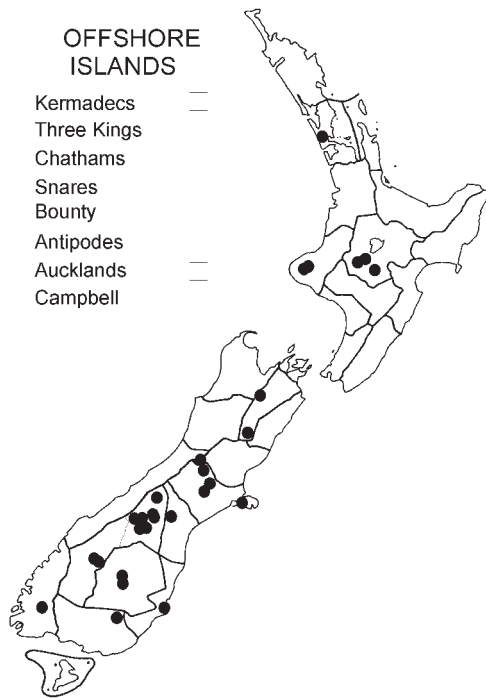 OFFSHORE
ISLANDS
Kermadecs
Three Kings
Chathams
Snares
Bounty
Antipodes
Aucklands
Campbell